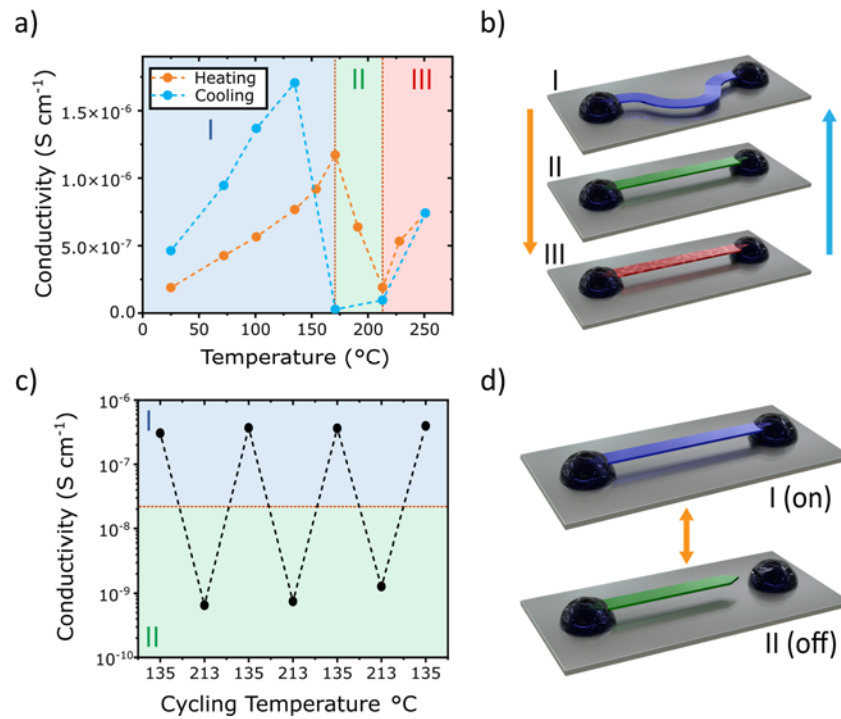 a)
Conductivity (S cm⁻¹)
1.5×10⁻⁶
1.0×10⁻⁶
5.0×10⁻⁷
0.0
Heating
Cooling
I
II
III
0 50 100 150 200 250
Temperature (°C)
b)
I
II
III
c)
Conductivity (S cm⁻¹)
10⁻⁶
10⁻⁷
10⁻⁸
10⁻⁹
10⁻¹⁰
I
II
135 213 135 213 135 213 135
Cycling Temperature °C
d)
I (on)
II (off)